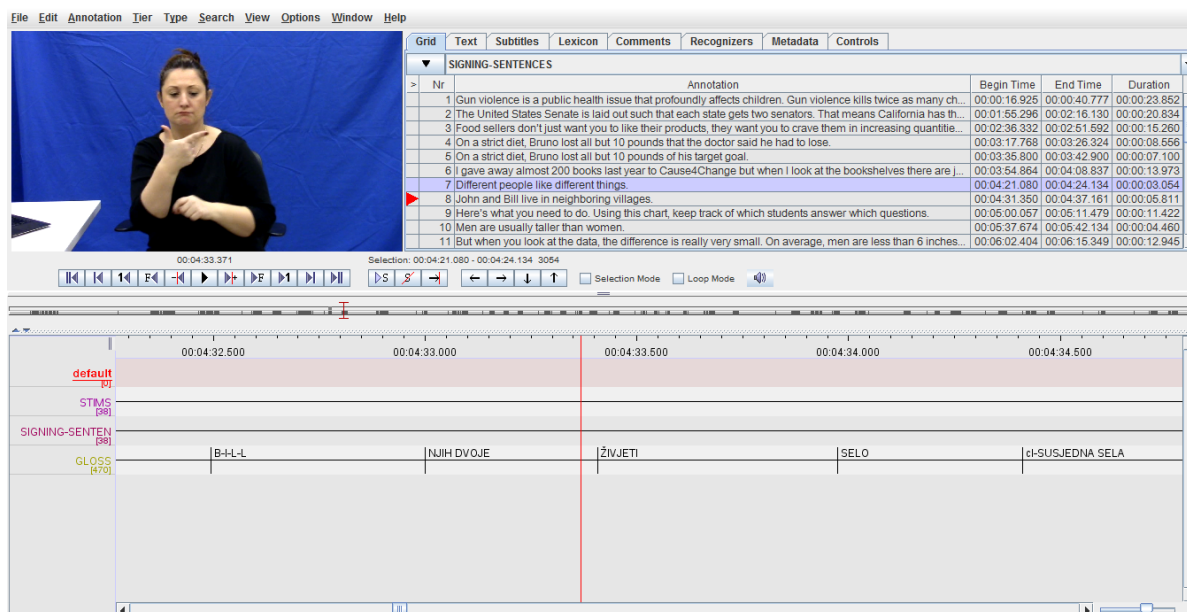 File Edit Annotation Tier Type Search View Options Window Help
Grid Text Subtitles Lexicon Comments Recognizers Metadata Controls
▼ SIGNING-SENTENCES
> Nr Annotation Begin Time End Time Duration
1 Gun violence is a public health issue that profoundly affects children. Gun violence kills twice as many ch... 00:00:16.925 00:00:40.777 00:00:23.852
2 The United States Senate is laid out such that each state gets two senators. That means California has th... 00:01:55.296 00:02:16.130 00:00:20.834
3 Food sellers don't just want you to like their products, they want you to crave them in increasing quantitie... 00:02:36.332 00:02:51.592 00:00:15.260
4 On a strict diet, Bruno lost all but 10 pounds that the doctor said he had to lose. 00:03:17.768 00:03:26.324 00:00:08.556
5 On a strict diet, Bruno lost all but 10 pounds of his target goal. 00:03:35.800 00:03:42.900 00:00:07.100
6 I gave away almost 200 books last year to Cause4Change but when I look at the bookshelves there are j... 00:03:54.864 00:04:08.837 00:00:13.973
7 Different people like different things. 00:04:21.080 00:04:24.134 00:00:03.054
8 John and Bill live in neighboring villages. 00:04:31.350 00:04:37.161 00:00:05.811
9 Here's what you need to do. Using this chart, keep track of which students answer which questions. 00:05:00.057 00:05:11.479 00:00:11.422
10 Men are usually taller than women. 00:05:37.674 00:05:42.134 00:00:04.460
11 But when you look at the data, the difference is really very small. On average, men are less than 6 inches... 00:06:02.404 00:06:15.349 00:00:12.945
00:04:33.371 Selection: 00:04:21.080 - 00:04:24.134 3054
1 F F 1 S S Selection Mode Loop Mode
00:04:32.500 00:04:33.000 00:04:33.500 00:04:34.000 00:04:34.500
default
[0]
STIMS
[38]
SIGNING-SENTEN
[38]
GLOSS B-I-L-L NJIH DVOJE ŽIVJETI SELO cl-SUSJEDNA SELA
[470]